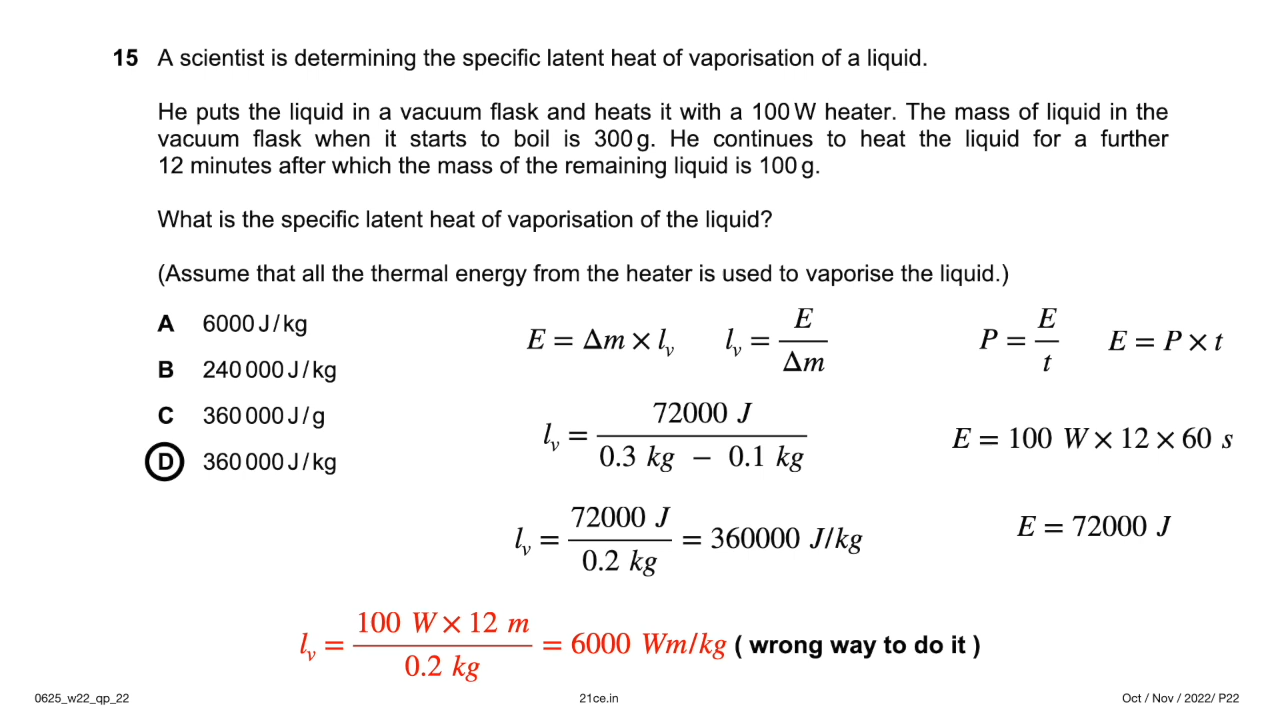 15 A scientist is determining the specific latent heat of vaporisation of a liquid.
He puts the liquid in a vacuum flask and heats it with a 100 W heater. The mass of liquid in the
vacuum flask when it starts to boil is 300 g. He continues to heat the liquid for a further
12 minutes after which the mass of the remaining liquid is 100 g.
What is the specific latent heat of vaporisation of the liquid?
(Assume that all the thermal energy from the heater is used to vaporise the liquid.)
A 6000 J / kg
B 240 000 J / kg
C 360 000 J / g
D 360 000 J / kg
E = Δm × l_v l_v = E / Δm P = E / t E = P × t
l_v = 72000 J / 0.3 kg − 0.1 kg E = 100 W × 12 × 60 s
l_v = 72000 J / 0.2 kg = 360000 J/kg E = 72000 J
l_v = 100 W × 12 m / 0.2 kg = 6000 Wm/kg ( wrong way to do it )
0625_w22_qp_22 21ce.in Oct / Nov / 2022/ P22